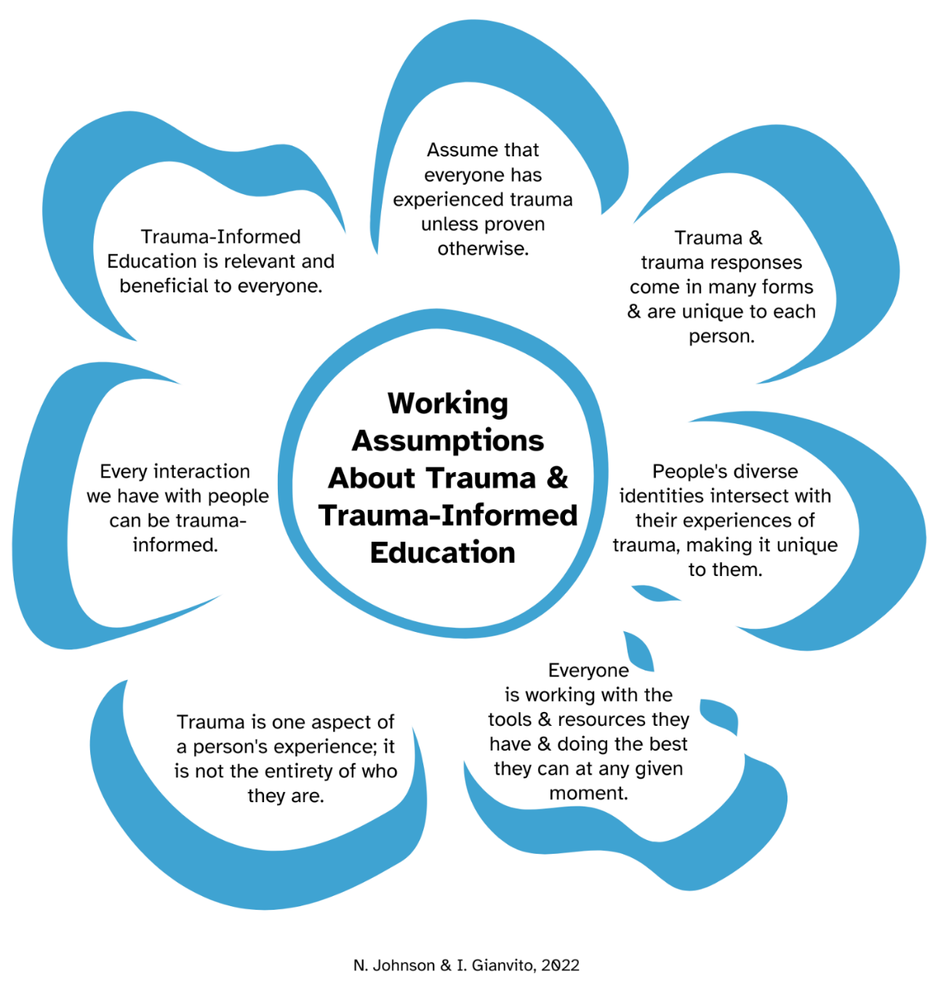 Assume that
everyone has
experienced trauma
unless proven
otherwise.
Trauma &
trauma responses
come in many forms
& are unique to each
person.
People's diverse
identities intersect with
their experiences of
trauma, making it unique
to them.
Everyone
is working with the
tools & resources they
have & doing the best
they can at any given
moment.
Trauma is one aspect of
a person's experience; it
is not the entirety of who
they are.
Every interaction
we have with people
can be trauma-
informed.
Trauma-Informed
Education is relevant and
beneficial to everyone.
Working
Assumptions
About Trauma &
Trauma-Informed
Education
N. Johnson & I. Gianvito, 2022